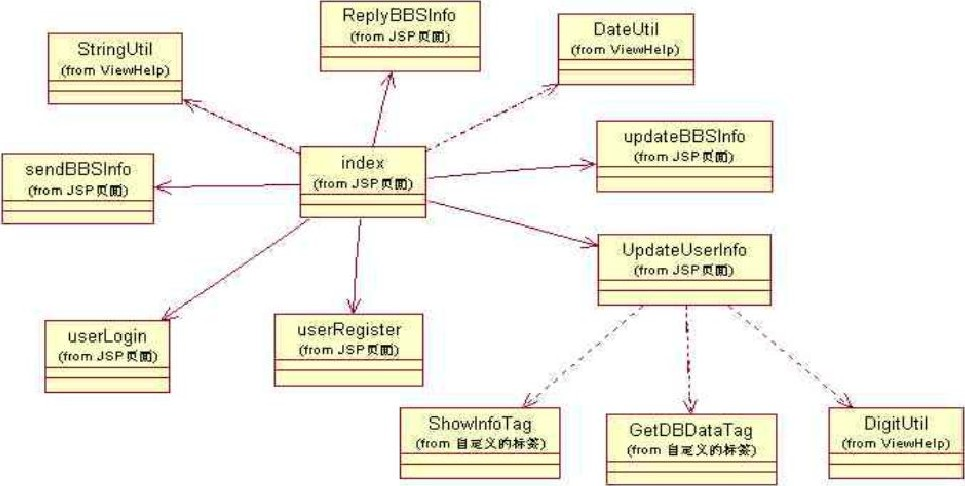 ReplyBBSInfo
(from JSP页面)
DateUtil
(from ViewHelp)
StringUtil
(from ViewHelp)
updateBBSInfo
(from JSP页面)
index
(from JSP页面)
sendBBSInfo
(from JSP页面)
UpdateUserInfo
(from JSP页面)
userLogin
(from JSP页面)
userRegister
(from JSP页面)
ShowInfoTag
(from 自定义的标签)
GetDBDataTag
(from 自定义的标签)
DigitUtil
(from ViewHelp)